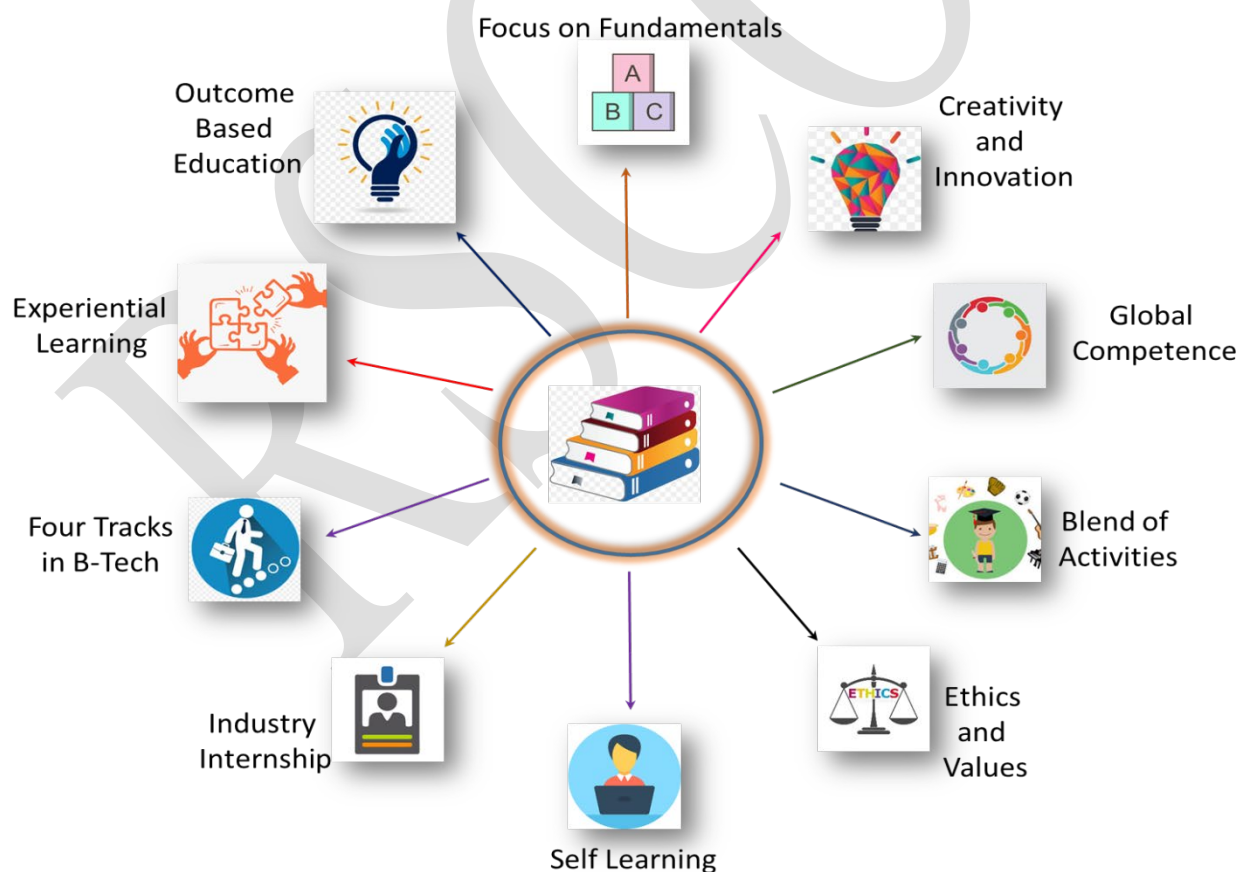 Focus on Fundamentals
A
B C
Outcome
Based
Education
Creativity
and
Innovation
Experiential
Learning
Global
Competence
Four Tracks
in B-Tech
Blend of
Activities
Industry
Internship
ETHICS
Ethics
and
Values
Self Learning